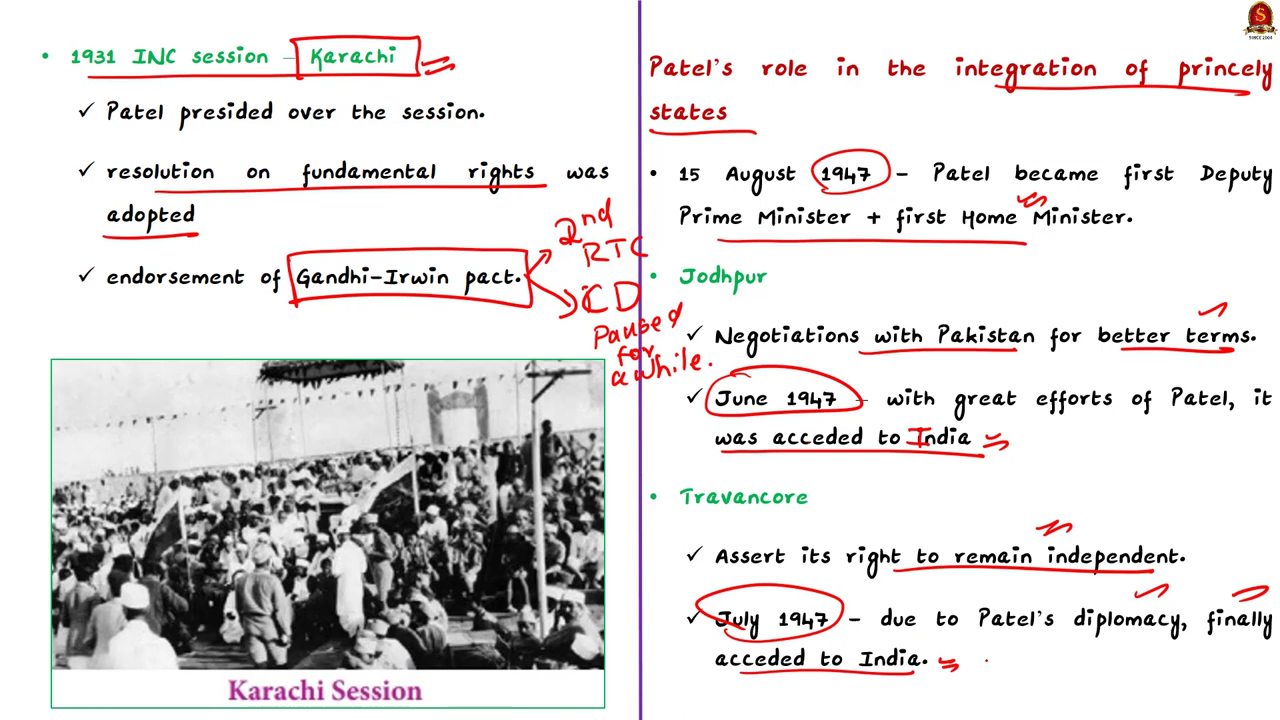 • 1931 INC session – Karachi
✓ Patel presided over the session.
✓ resolution on fundamental rights was
adopted
✓ endorsement of Gandhi-Irwin pact.
2nd
RTC
CD
Paused
for
a while.
Karachi Session
Patel's role in the integration of princely
states
• 15 August 1947 – Patel became first Deputy
Prime Minister + first Home Minister.
• Jodhpur
✓ Negotiations with Pakistan for better terms.
✓ June 1947 – with great efforts of Patel, it
was acceded to India
• Travancore
✓ Assert its right to remain independent.
✓ July 1947 – due to Patel's diplomacy, finally
acceded to India.
S
SINCE 2004